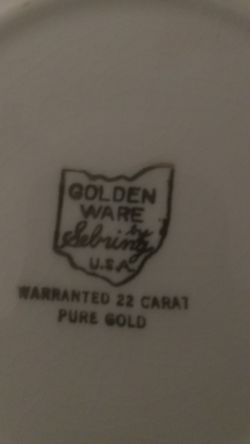 GOLDEN
WARE
by
Sebring
U.S.A.
WARRANTED 22 CARAT
PURE GOLD